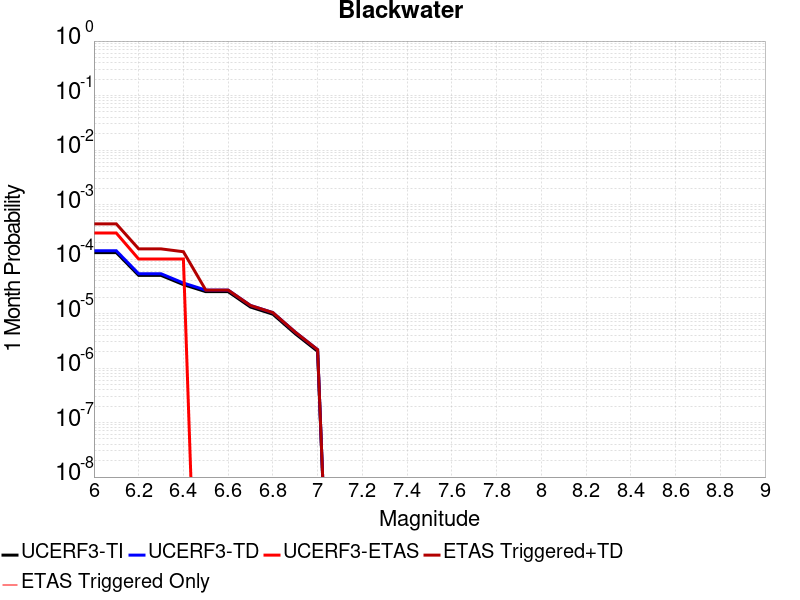 Blackwater
10^0
10^-1
10^-2
10^-3
10^-4
10^-5
10^-6
10^-7
10^-8
1 Month Probability
6 6.2 6.4 6.6 6.8 7 7.2 7.4 7.6 7.8 8 8.2 8.4 8.6 8.8 9
Magnitude
UCERF3-TI UCERF3-TD UCERF3-ETAS ETAS Triggered+TD
ETAS Triggered Only